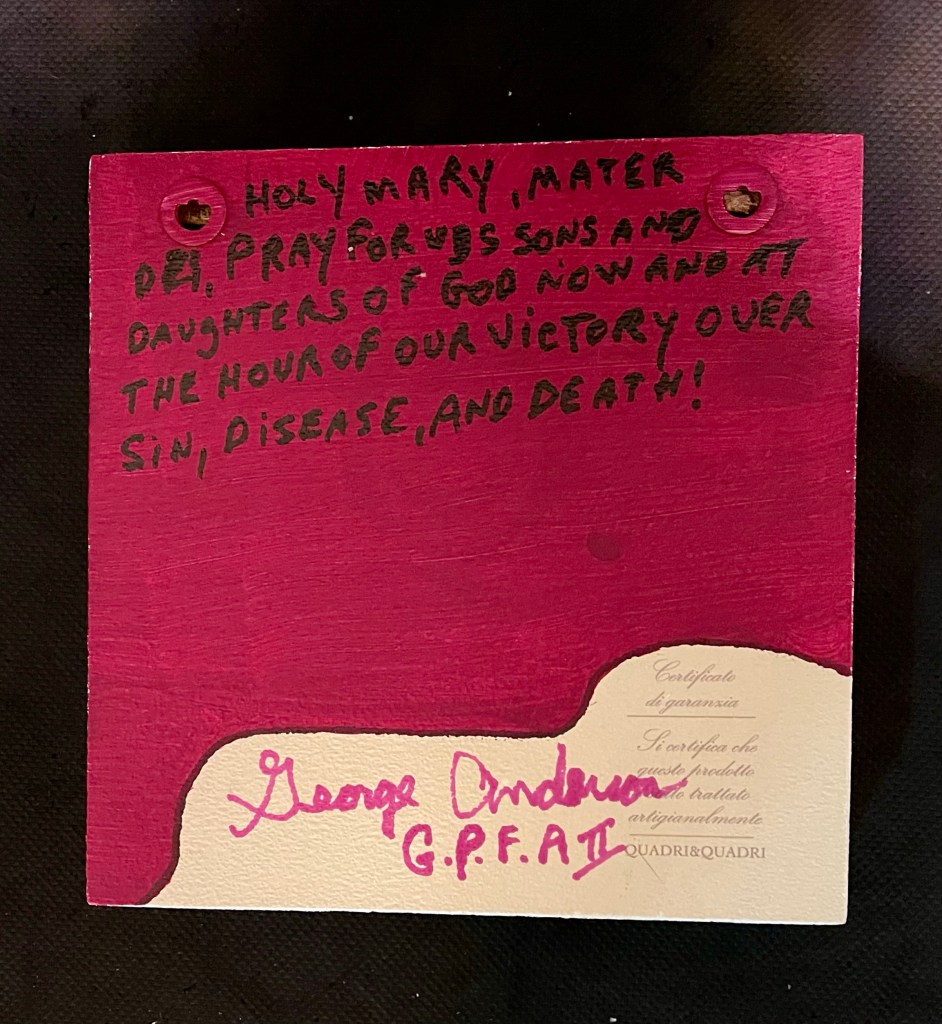 HOLY MARY, MATER
DEI, PRAY FOR US SONS AND
DAUGHTERS OF GOD NOW AND AT
THE HOUR OF OUR VICTORY OVER
SIN, DISEASE, AND DEATH!
Certificato
di garanzia
Si certifica che
questo prodotto
trattato
artigianalmente
QUADRI&QUADRI
George Anderson
G.P.F.A II